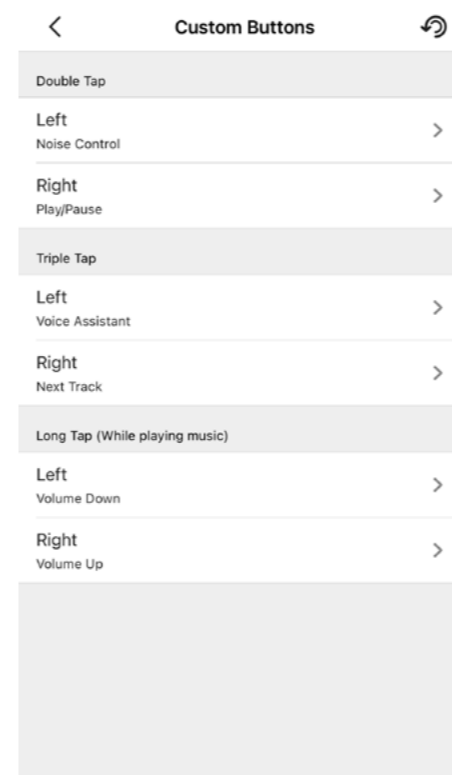 Custom Buttons
Double Tap
Left
Noise Control
Right
Play/Pause
Triple Tap
Left
Voice Assistant
Right
Next Track
Long Tap (While playing music)
Left
Volume Down
Right
Volume Up